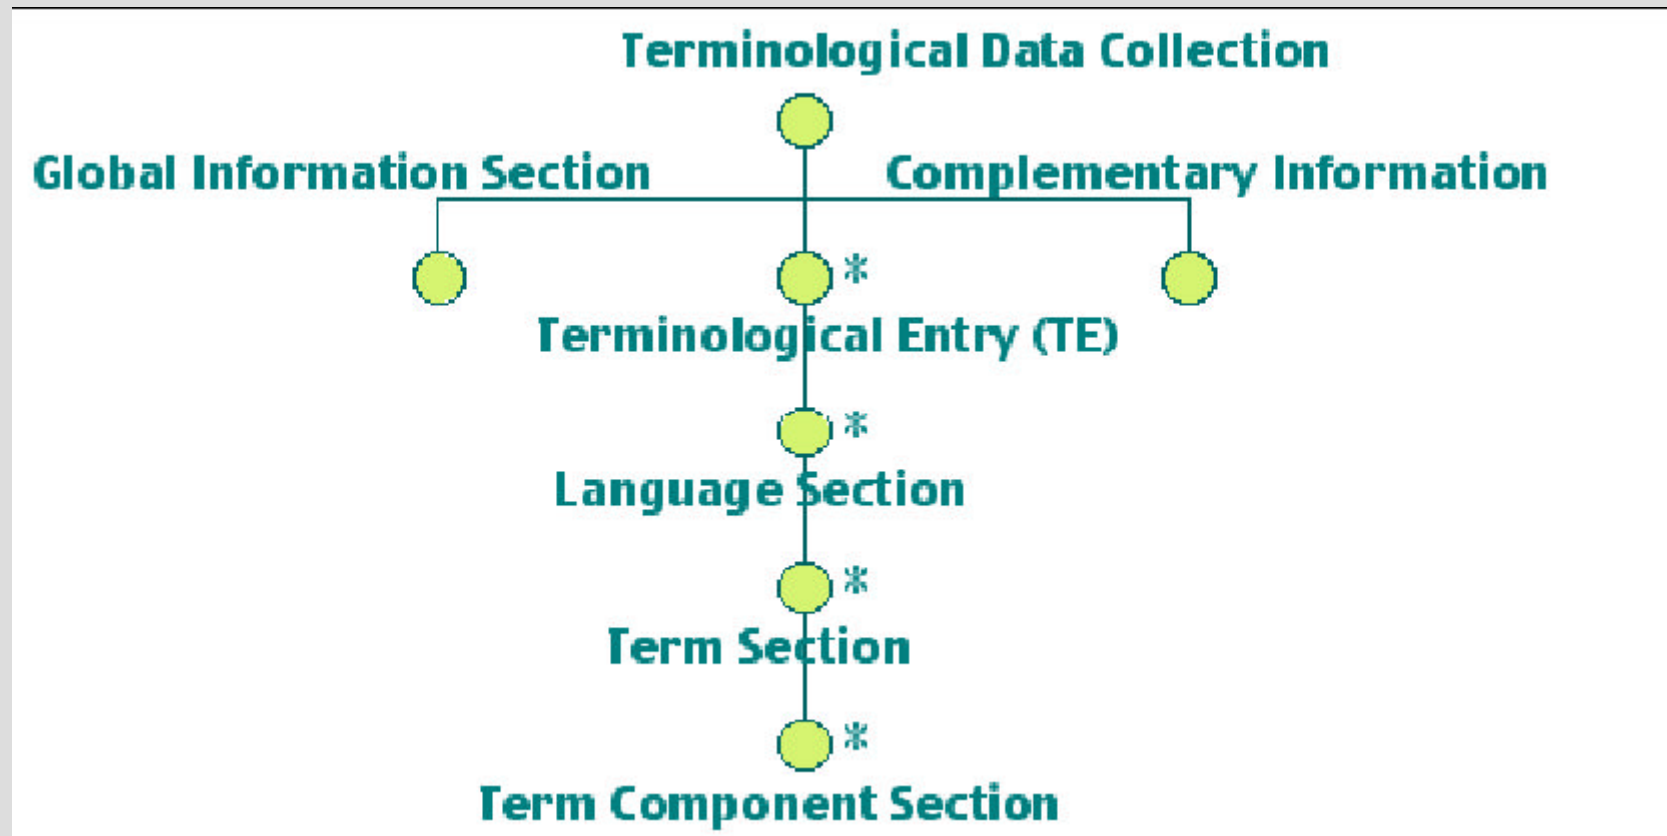 Terminological Data Collection
Global Information Section
Complementary Information
*
Terminological Entry (TE)
*
Language Section
*
Term Section
*
Term Component Section